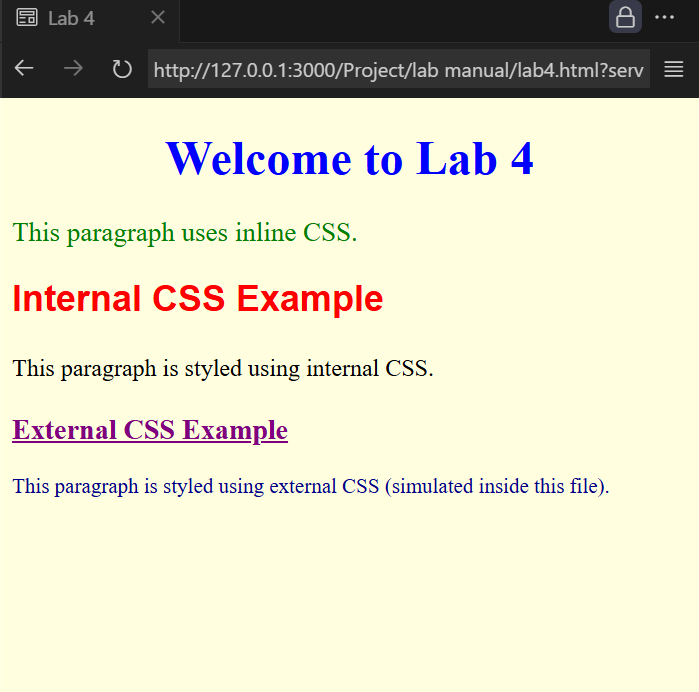 Lab 4
http://127.0.0.1:3000/Project/lab manual/lab4.html?serv
Welcome to Lab 4
This paragraph uses inline CSS.
Internal CSS Example
This paragraph is styled using internal CSS.
External CSS Example
This paragraph is styled using external CSS (simulated inside this file).